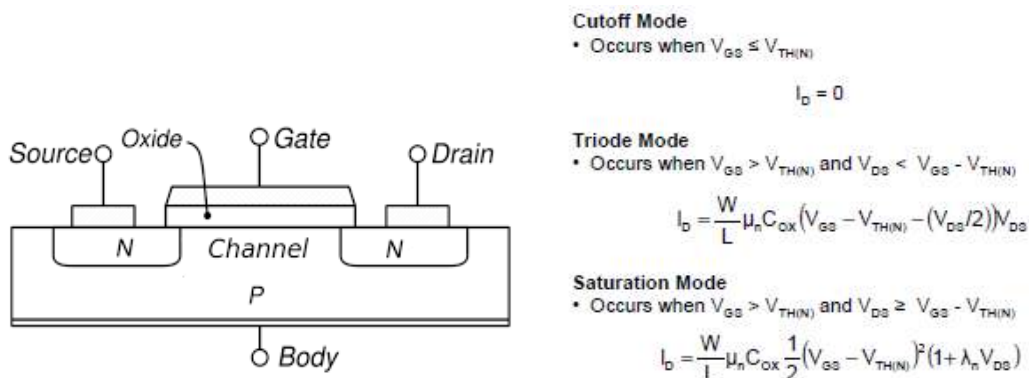 Source
Oxide
Gate
Drain
N
Channel
N
P
Body
Cutoff Mode
• Occurs when V_GS ≤ V_TH(N)
I_D = 0
Triode Mode
• Occurs when V_GS > V_TH(N) and V_DS < V_GS - V_TH(N)
I_D = W/L μ_n C_OX (V_GS − V_TH(N) − (V_DS/2))V_DS
Saturation Mode
• Occurs when V_GS > V_TH(N) and V_DS ≥ V_GS - V_TH(N)
I_D = W/L μ_n C_OX 1/2 (V_GS − V_TH(N))² (1 + λ_n V_DS)